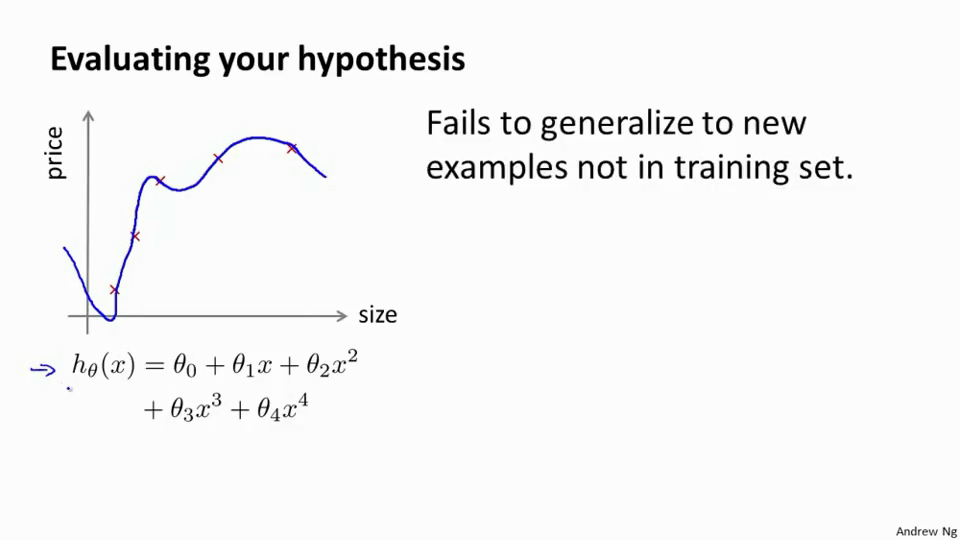 Evaluating your hypothesis
price
size
Fails to generalize to new
examples not in training set.
h_θ(x) = θ₀ + θ₁x + θ₂x²
+ θ₃x³ + θ₄x⁴
Andrew Ng